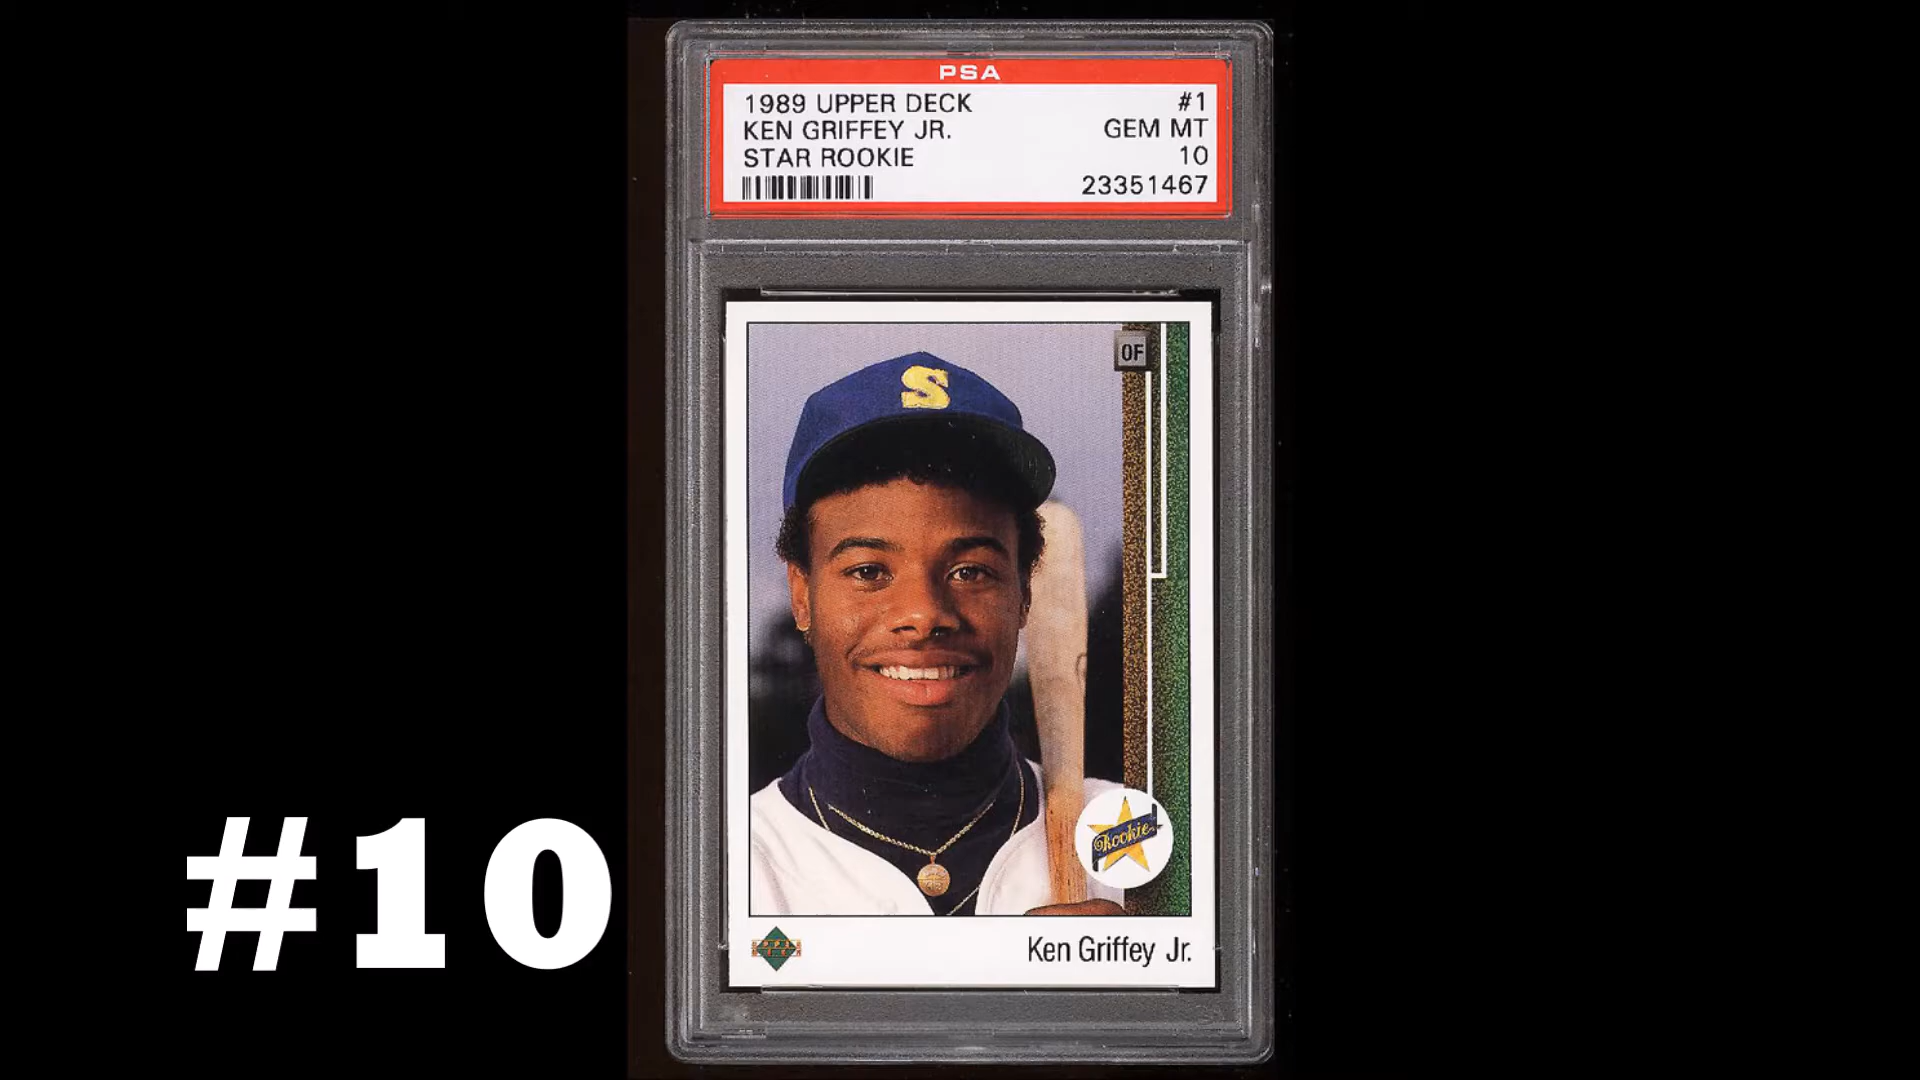 PSA
1989 UPPER DECK #1
KEN GRIFFEY JR. GEM MT
STAR ROOKIE 10
23351467
OF
S
Rookie
Ken Griffey Jr.
#10